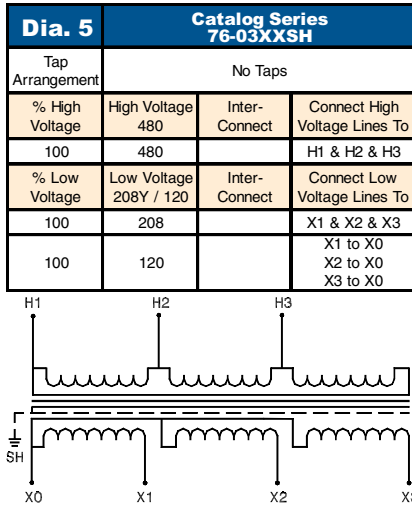 Dia. 5
Catalog Series
76-03XXSH
Tap
Arrangement
No Taps
% High
Voltage
High Voltage
480
Inter-
Connect
Connect High
Voltage Lines To
100
480
H1 & H2 & H3
% Low
Voltage
Low Voltage
208Y / 120
Inter-
Connect
Connect Low
Voltage Lines To
100
208
X1 & X2 & X3
100
120
X1 to X0
X2 to X0
X3 to X0
H1
H2
H3
SH
X0
X1
X2
X3